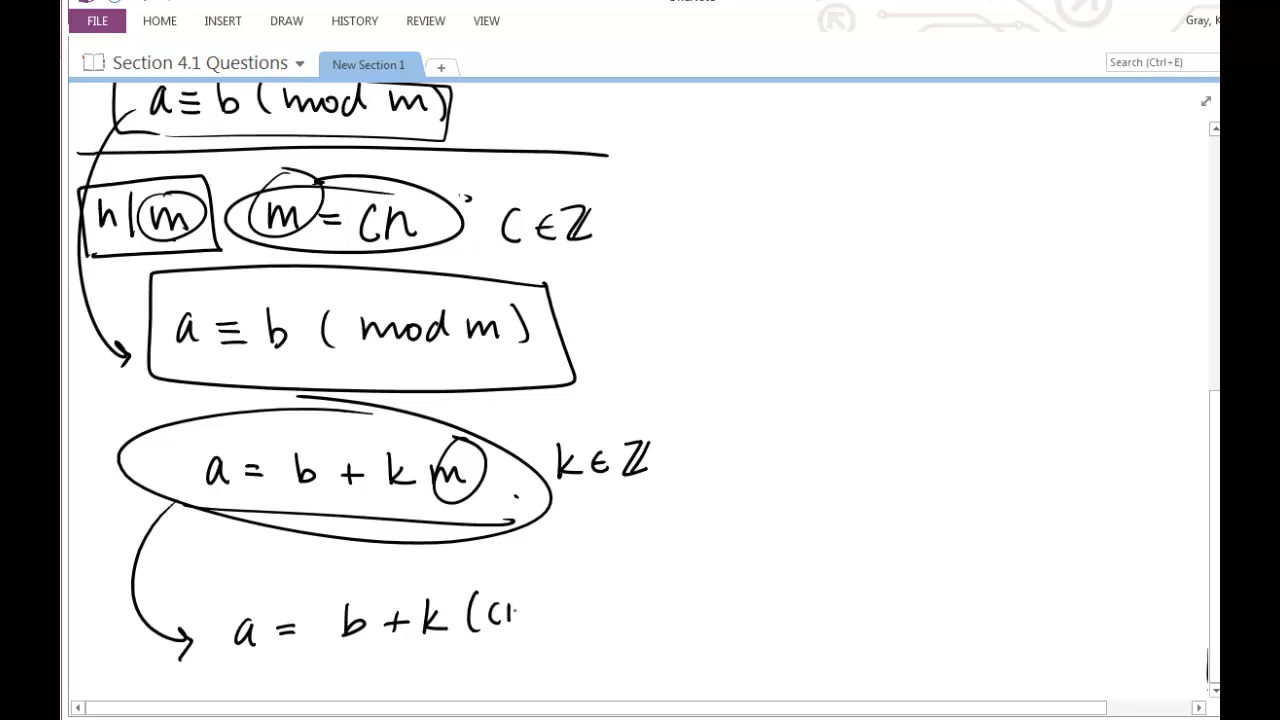 FILE HOME INSERT DRAW HISTORY REVIEW VIEW
Section 4.1 Questions New Section 1 + Search (Ctrl+E)
a ≡ b (mod m)
n|m m = cn ; c ∈ ℤ
a ≡ b ( mod m )
a = b + k m . k ∈ ℤ
a = b + k (c